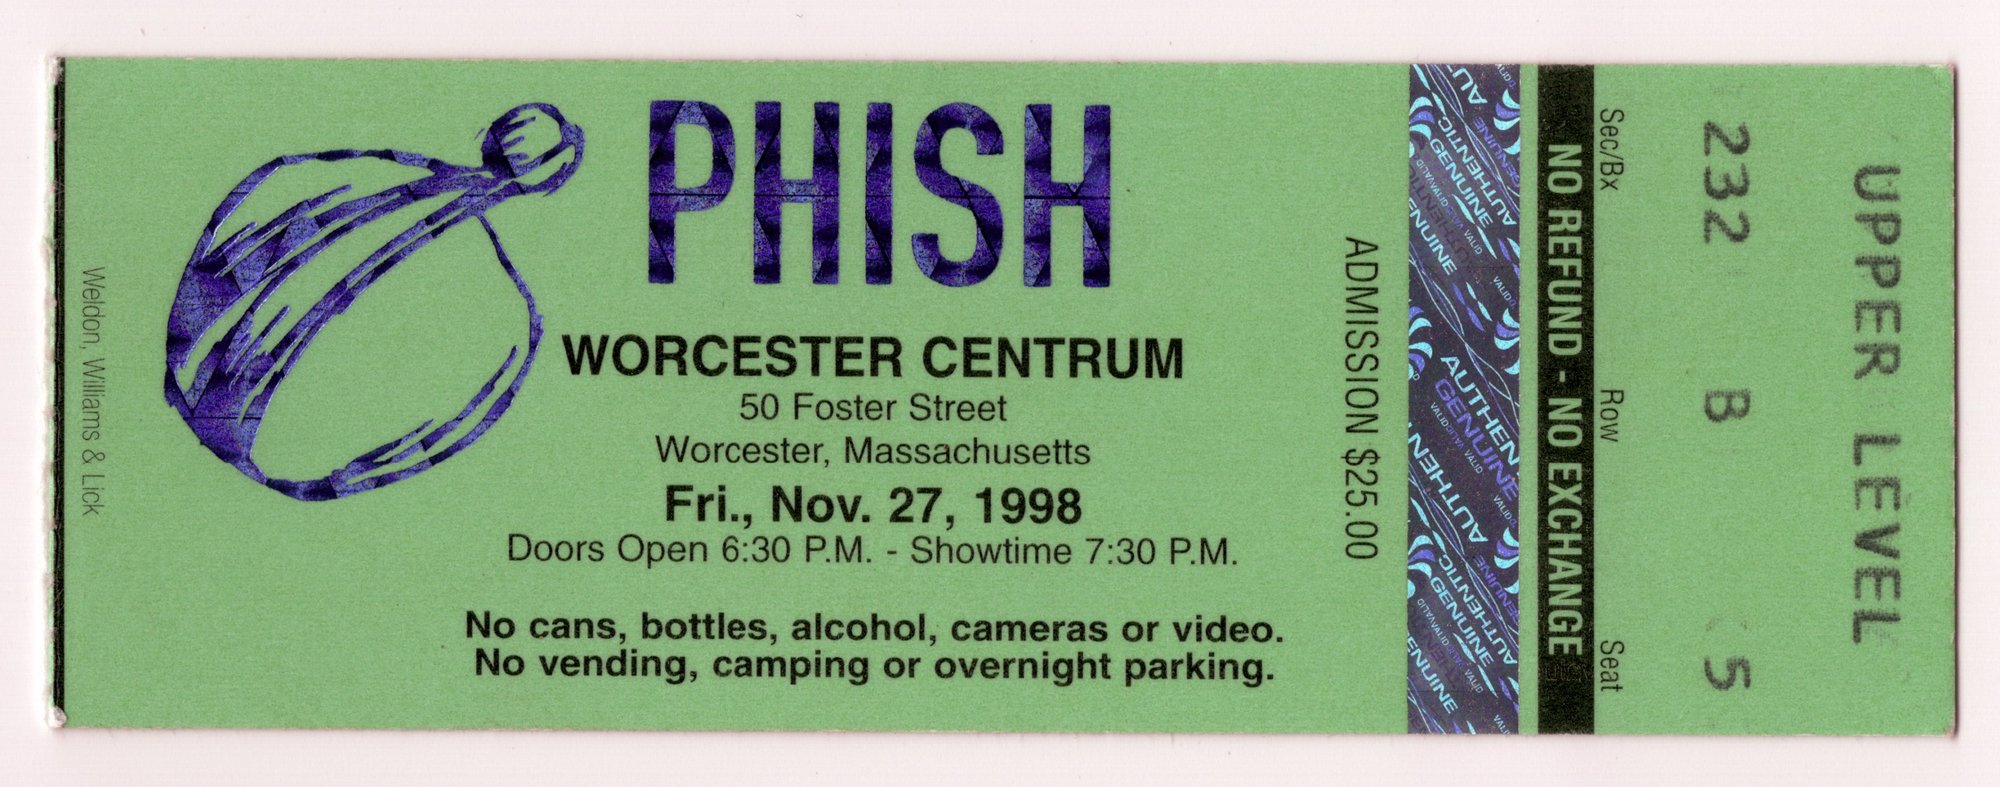 Weldon, Williams & Lick
PHISH
WORCESTER CENTRUM
50 Foster Street
Worcester, Massachusetts
Fri., Nov. 27, 1998
Doors Open 6:30 P.M. - Showtime 7:30 P.M.
No cans, bottles, alcohol, cameras or video.
No vending, camping or overnight parking.
ADMISSION $25.00
AUTHENTIC
GENUINE
VALID
NO REFUND - NO EXCHANGE
Sec/Bx Row Seat
232 B 5
UPPER LEVEL